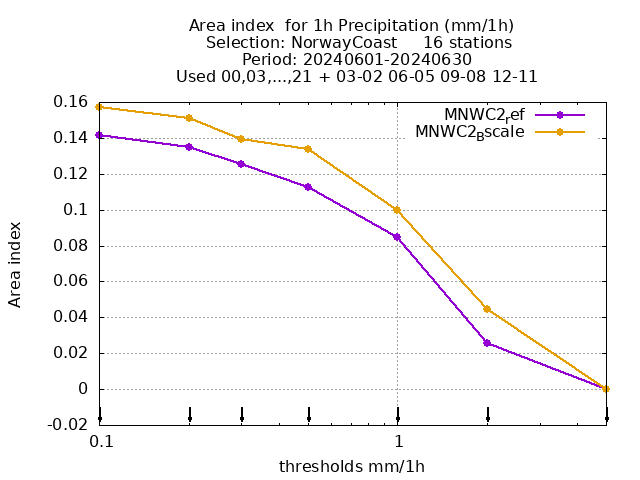 Area index  for 1h Precipitation (mm/1h)
Selection: NorwayCoast     16 stations
Period: 20240601-20240630
Used 00,03,...,21 + 03-02 06-05 09-08 12-11
MNWC2ref
MNWC2Bscale
0.16
0.14
0.12
0.1
0.08
0.06
0.04
0.02
0
-0.02
Area index
0.1
1
thresholds mm/1h